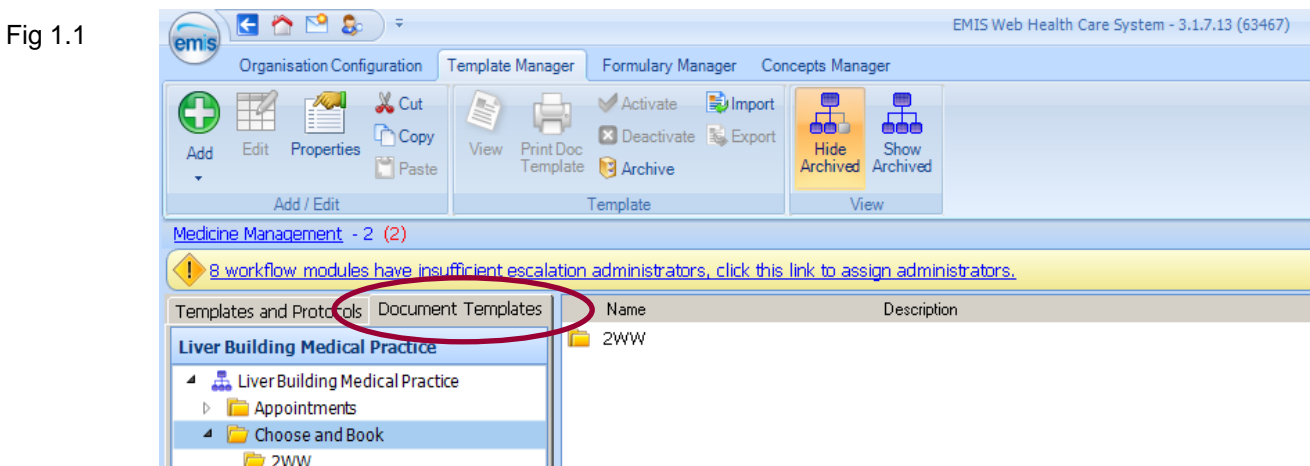 Fig 1.1
emis
EMIS Web Health Care System - 3.1.7.13 (63467)
Organisation Configuration Template Manager Formulary Manager Concepts Manager
Add
Edit
Properties
Cut
Copy
Paste
Add / Edit
View
Print Doc
Template
Activate
Deactivate
Archive
Import
Export
Template
Hide
Archived
Show
Archived
View
Medicine Management - 2 (2)
8 workflow modules have insufficient escalation administrators, click this link to assign administrators.
Templates and Protocols Document Templates
Name Description
2WW
Liver Building Medical Practice
Liver Building Medical Practice
Appointments
Choose and Book
2WW